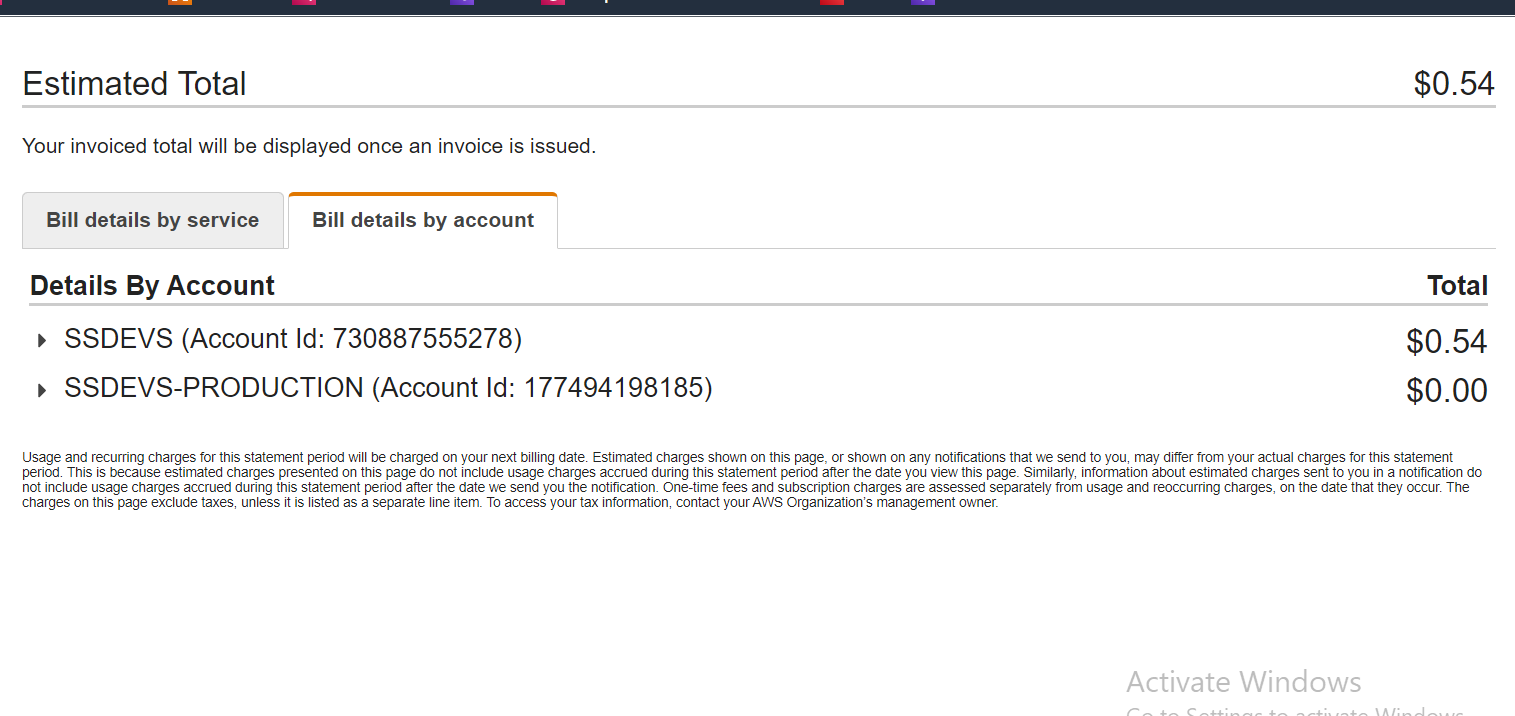 Estimated Total $0.54
Your invoiced total will be displayed once an invoice is issued.
Bill details by service Bill details by account
Details By Account Total
SSDEVS (Account Id: 730887555278) $0.54
SSDEVS-PRODUCTION (Account Id: 177494198185) $0.00
Usage and recurring charges for this statement period will be charged on your next billing date. Estimated charges shown on this page, or shown on any notifications that we send to you, may differ from your actual charges for this statement
period. This is because estimated charges presented on this page do not include usage charges accrued during this statement period after the date you view this page. Similarly, information about estimated charges sent to you in a notification do
not include usage charges accrued during this statement period after the date we send you the notification. One-time fees and subscription charges are assessed separately from usage and reoccurring charges, on the date that they occur. The
charges on this page exclude taxes, unless it is listed as a separate line item. To access your tax information, contact your AWS Organization's management owner.
Activate Windows
Go to Settings to activate Windows.